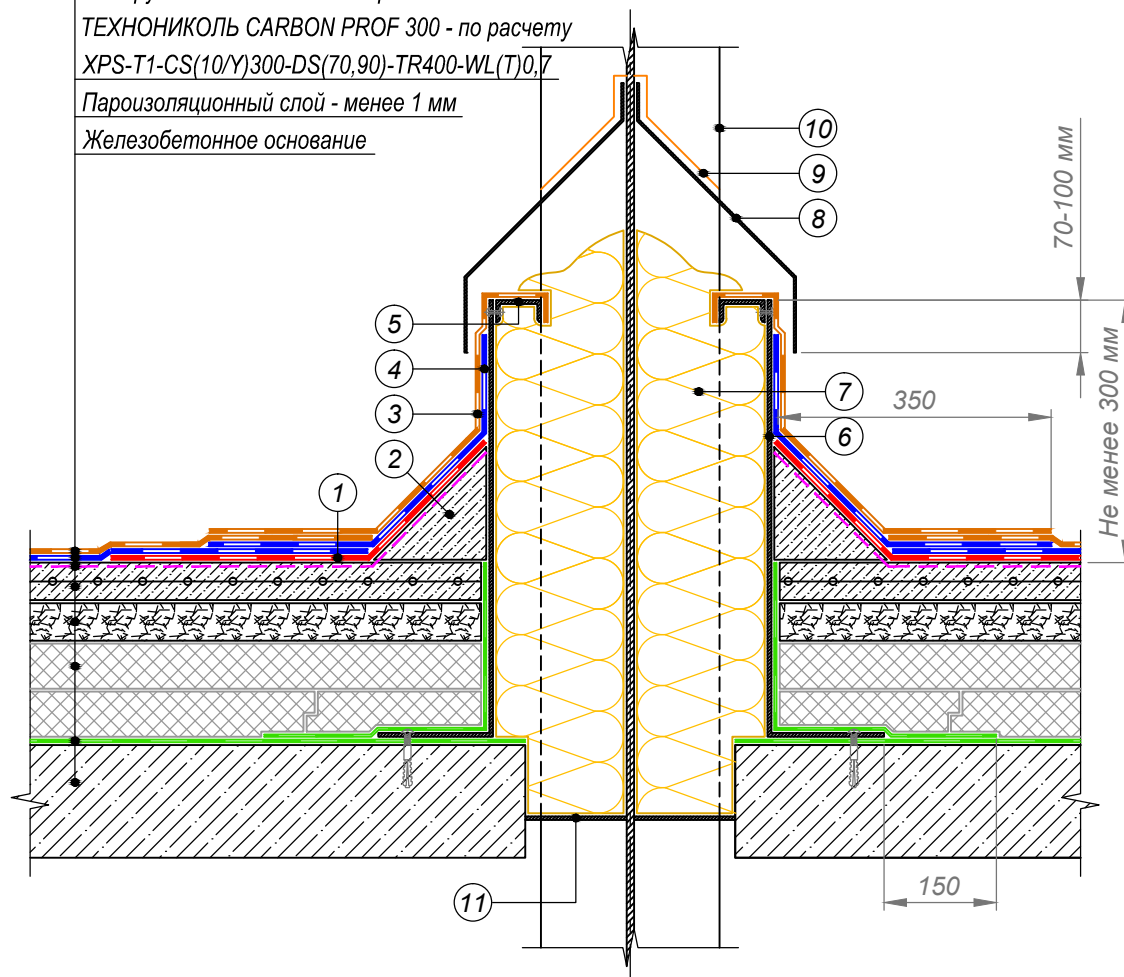 ТЕХНОНИКОЛЬ CARBON PROF 300 - по расчету
XPS-T1-CS(10/Y)300-DS(70,90)-TR400-WL(T)0,7
Пароизоляционный слой - менее 1 мм
Железобетонное основание
10
9
8
70-100 мм
5
4
3
2
1
7
6
350
Не менее 300 мм
11
150